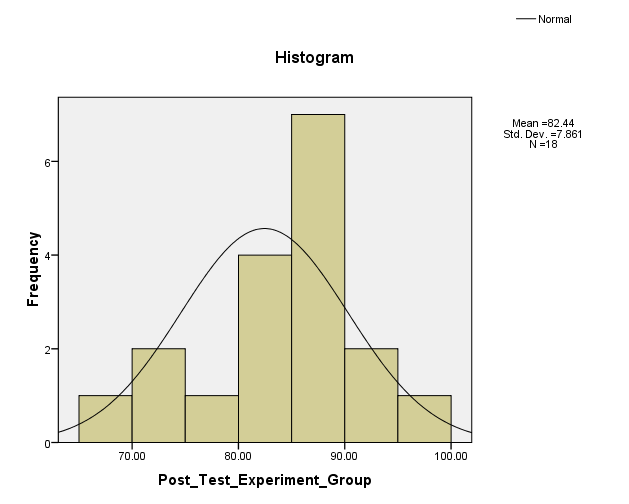 Normal
Histogram
Mean =82.44
Std. Dev. =7.861
N =18
6
4
2
0
Frequency
70.00 80.00 90.00 100.00
Post_Test_Experiment_Group